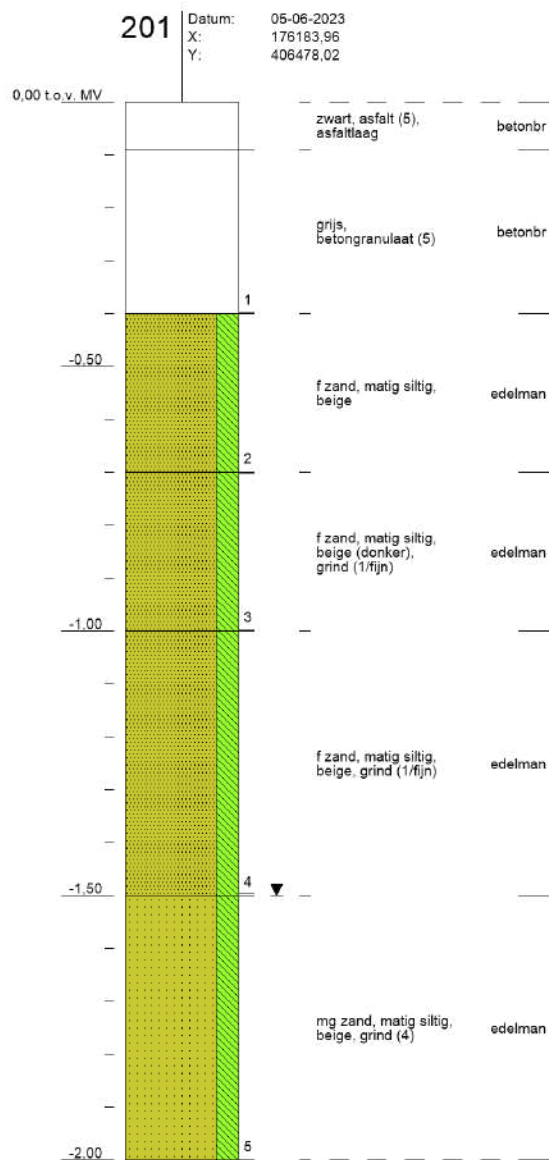 201
Datum: 05-06-2023
X: 176183,96
Y: 406478,02
0,00 t.o.v. MV
zwart, asfalt (5),
asfaltlaag
betonbr
grijs,
betongranulaat (5)
betonbr
1
-0,50
f zand, matig siltig,
beige
edelman
2
f zand, matig siltig,
beige (donker),
grind (1/fijn)
edelman
3
-1,00
f zand, matig siltig,
beige, grind (1/fijn)
edelman
4
-1,50
mg zand, matig siltig,
beige, grind (4)
edelman
5
-2,00